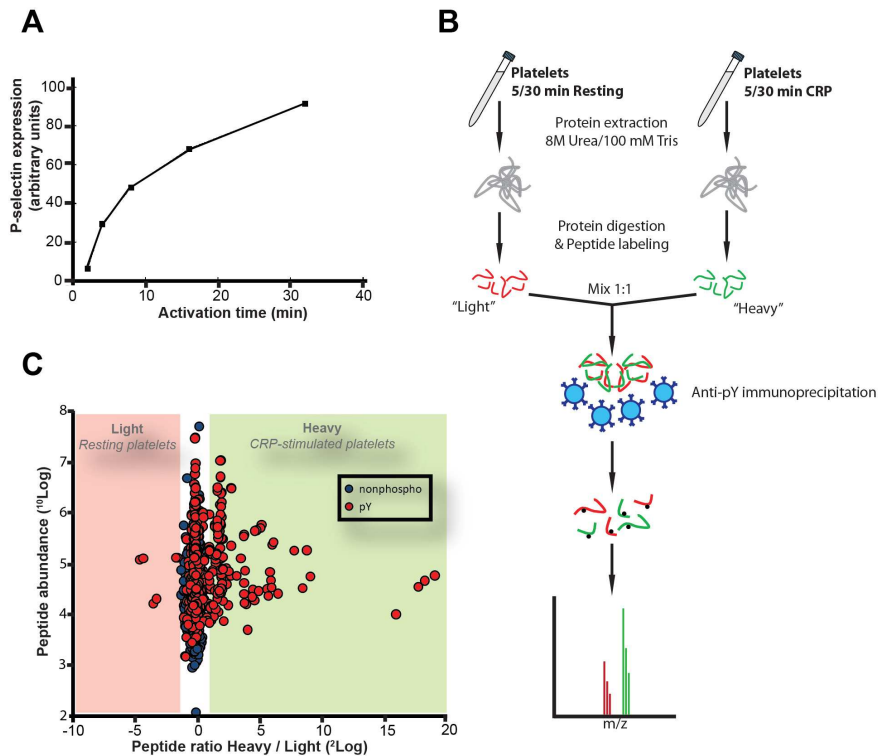 A
P-selectin expression
(arbitrary units)
100
80
60
40
20
0
0
10
20
30
40
Activation time (min)
B
Platelets
5/30 min Resting
Platelets
5/30 min CRP
Protein extraction
8M Urea/100 mM Tris
Protein digestion
& Peptide labeling
Mix 1:1
“Light”
“Heavy”
Anti-pY immunoprecipitation
m/z
C
Peptide abundance (¹⁰Log)
8
7
6
5
4
3
2
Light
Resting platelets
Heavy
CRP-stimulated platelets
nonphospho
pY
-10
-5
0
5
10
15
20
Peptide ratio Heavy / Light (²Log)